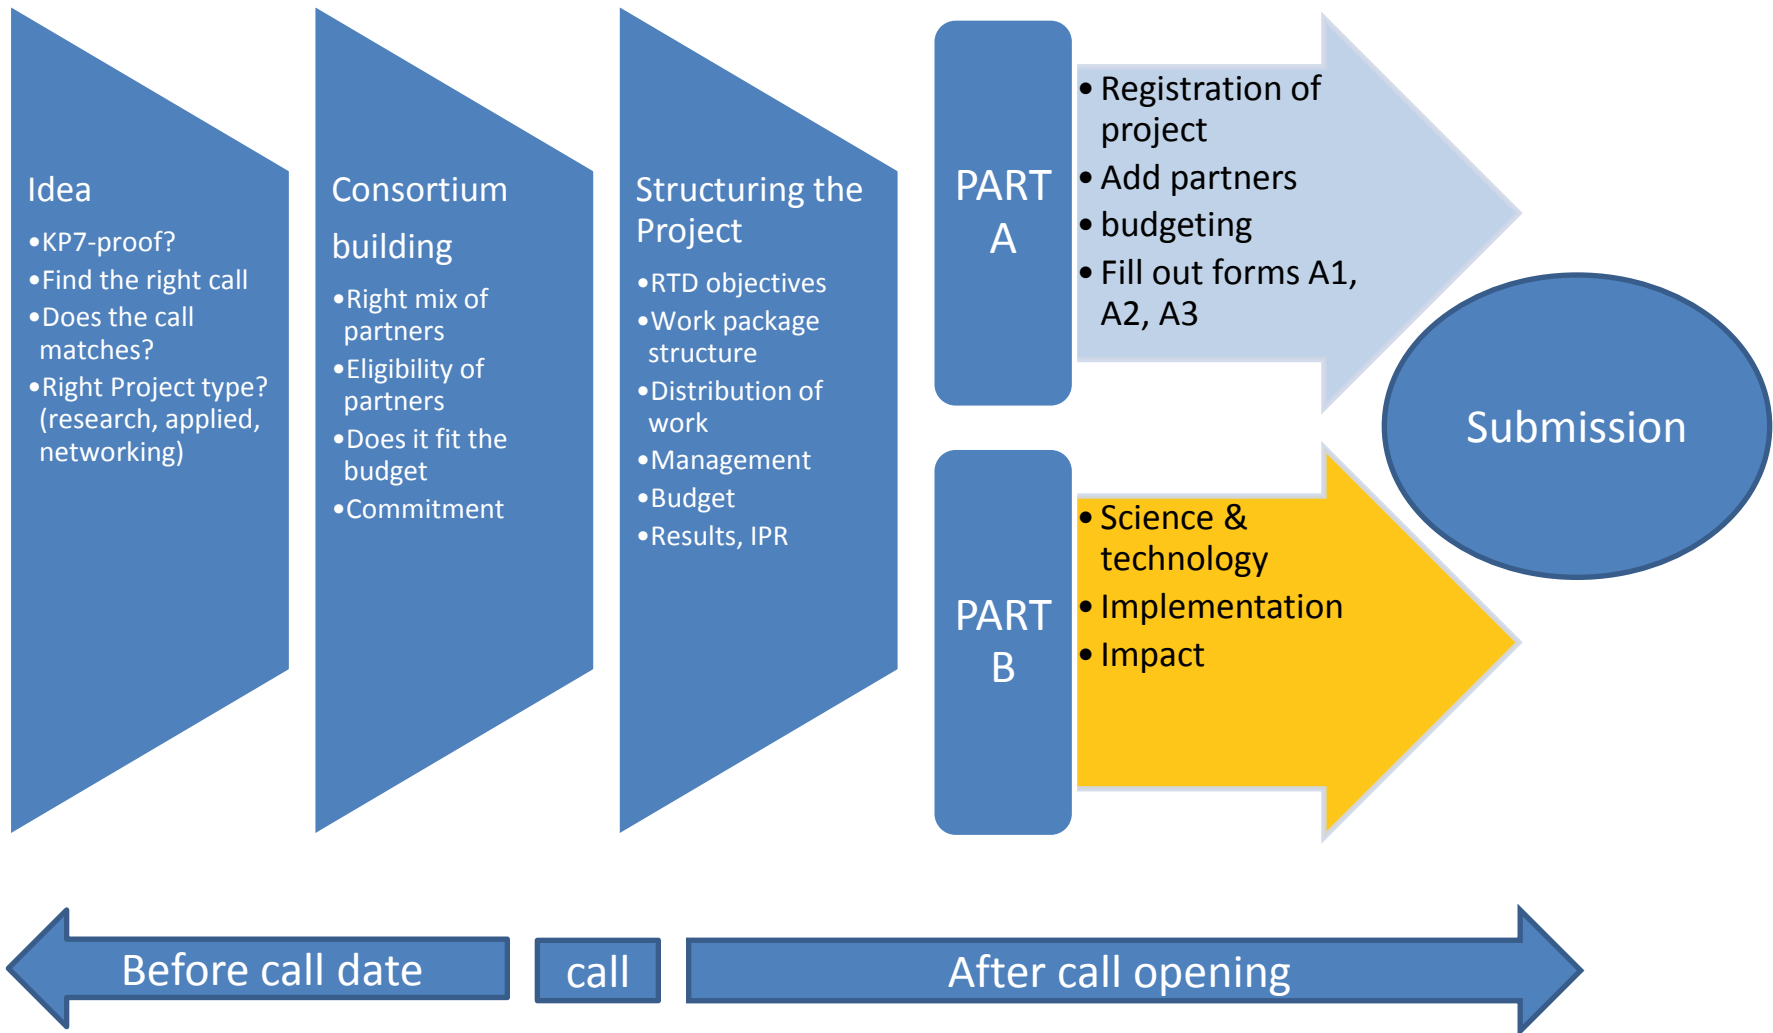 Idea
•KP7-proof?
•Find the right call
•Does the call
matches?
•Right Project type?
(research, applied,
networking)
Consortium
building
•Right mix of
partners
•Eligibility of
partners
•Does it fit the
budget
•Commitment
Structuring the
Project
•RTD objectives
•Work package
structure
•Distribution of
work
•Management
•Budget
•Results, IPR
PART
A
• Registration of
project
• Add partners
• budgeting
• Fill out forms A1,
A2, A3
PART
B
• Science &
technology
• Implementation
• Impact
Submission
Before call date
call
After call opening